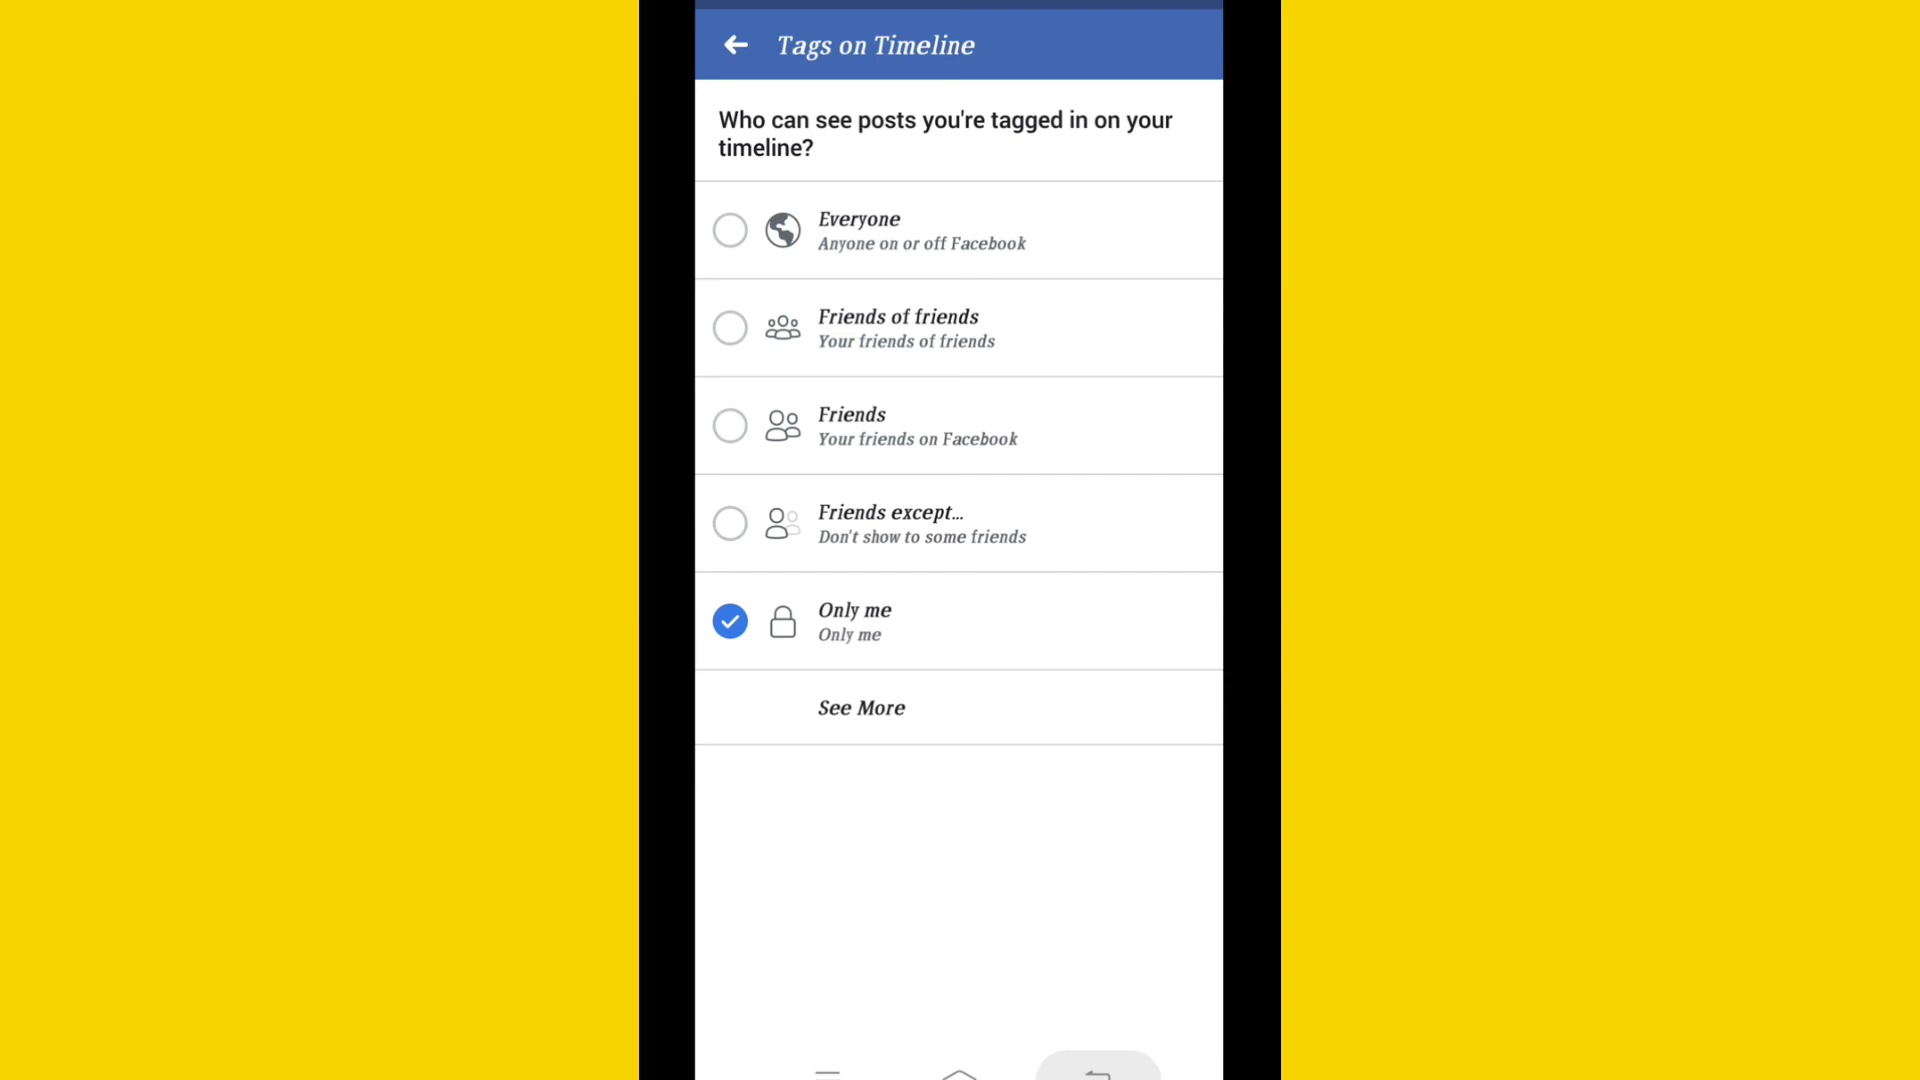 Tags on Timeline
Who can see posts you're tagged in on your
timeline?
Everyone
Anyone on or off Facebook
Friends of friends
Your friends of friends
Friends
Your friends on Facebook
Friends except...
Don't show to some friends
Only me
Only me
See More